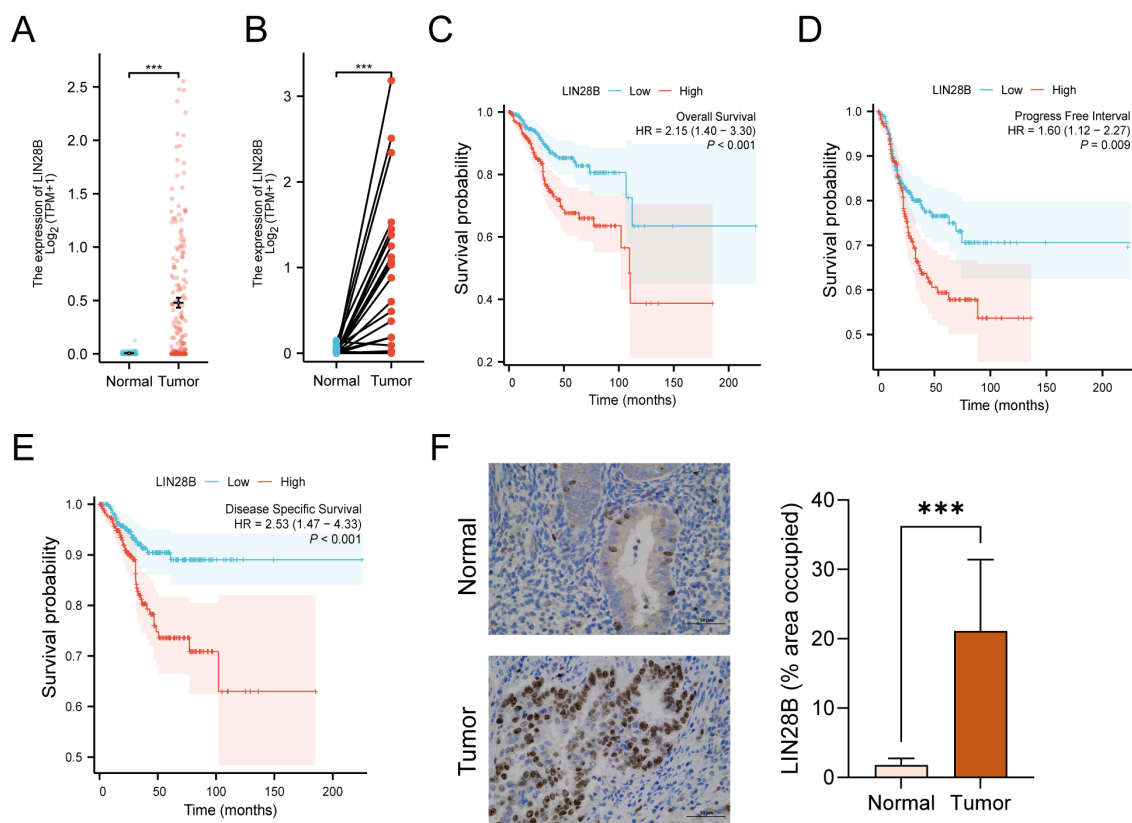 A
The expression of LIN28B
Log2 (TPM+1)
2.5
2.0
1.5
1.0
0.5
0.0
***
Normal Tumor
B
The expression of LIN28B
Log2 (TPM+1)
3
2
1
0
***
Normal Tumor
C
LIN28B Low High
Overall Survival
HR = 2.15 (1.40 − 3.30)
P < 0.001
Survival probability
1.0
0.8
0.6
0.4
0.2
0 50 100 150 200
Time (months)
D
LIN28B Low High
Progress Free Interval
HR = 1.60 (1.12 − 2.27)
P = 0.009
Survival probability
1.0
0.9
0.8
0.7
0.6
0.5
0 50 100 150 200
Time (months)
E
LIN28B Low High
Disease Specific Survival
HR = 2.53 (1.47 − 4.33)
P < 0.001
Survival probability
1.0
0.9
0.8
0.7
0.6
0.5
0 50 100 150 200
Time (months)
F
Normal
Tumor
LIN28B (% area occupied)
40
30
20
10
0
***
Normal Tumor